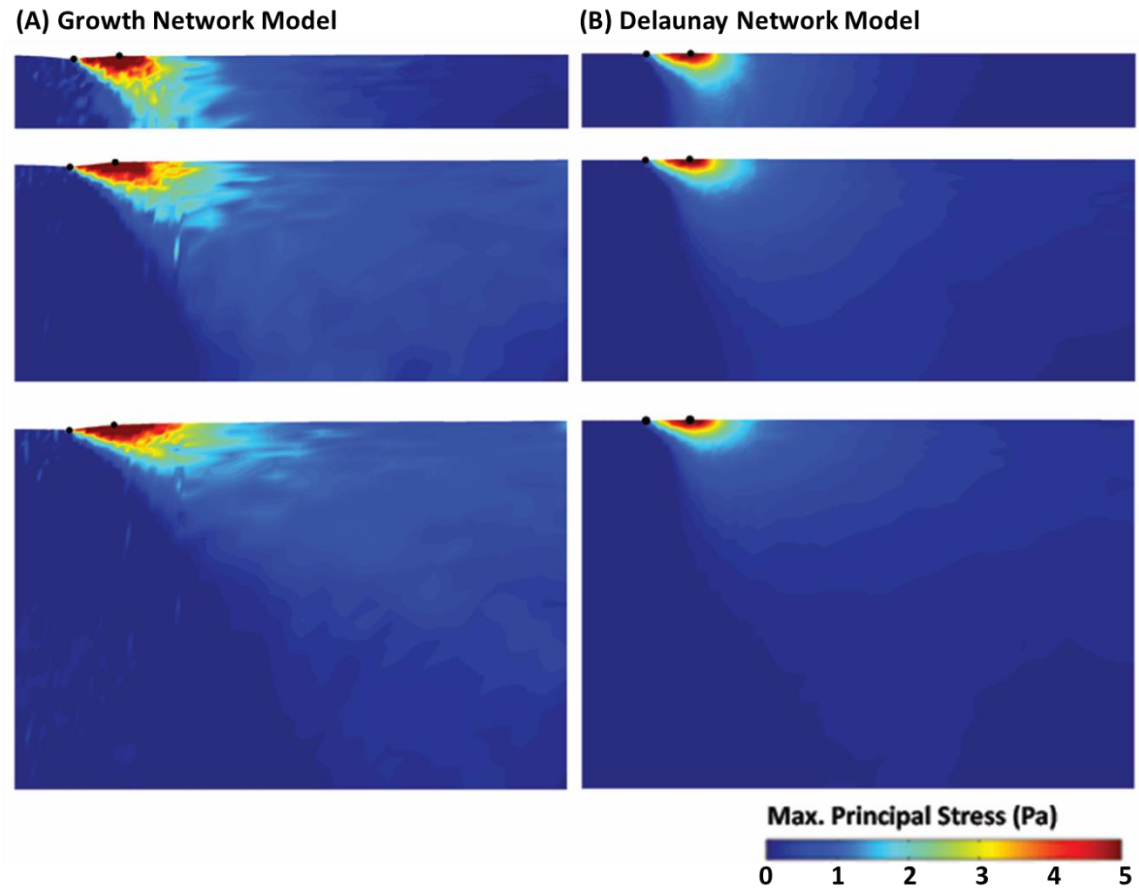 (A) Growth Network Model
(B) Delaunay Network Model
Max. Principal Stress (Pa)
0 1 2 3 4 5